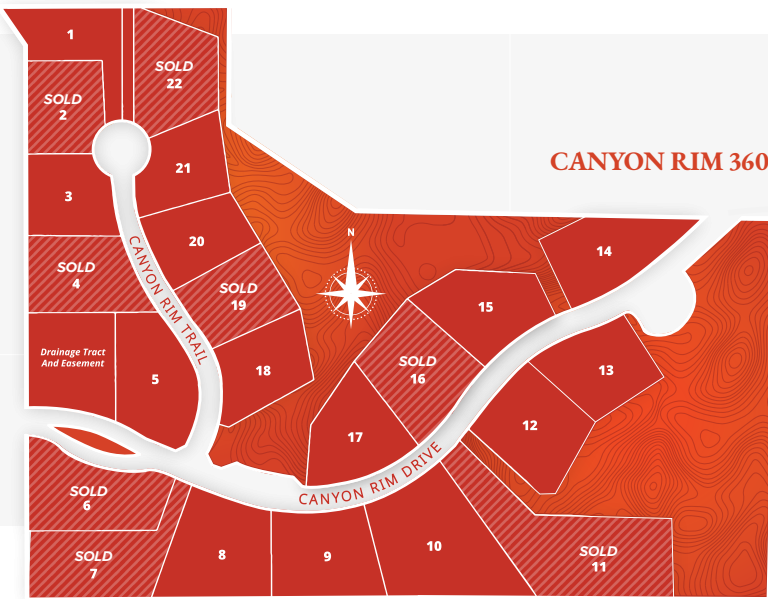 1
SOLD
22
SOLD
2
CANYON RIM 360
21
3
N
20
14
CANYON RIM TRAIL
SOLD
4
SOLD
19
15
Drainage Tract
And Easement
5
18
SOLD
16
13
17
12
CANYON RIM DRIVE
SOLD
6
SOLD
7
8
9
10
SOLD
11